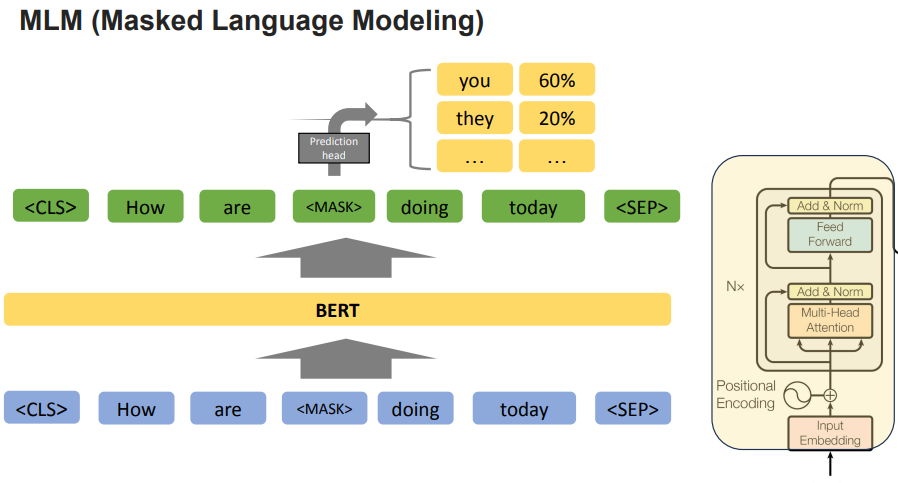 MLM (Masked Language Modeling)
you 60%
they 20%
... ...
Prediction
head
<CLS> How are <MASK> doing today <SEP>
BERT
<CLS> How are <MASK> doing today <SEP>
Add & Norm
Feed
Forward
N×
Add & Norm
Multi-Head
Attention
Positional
Encoding
Input
Embedding